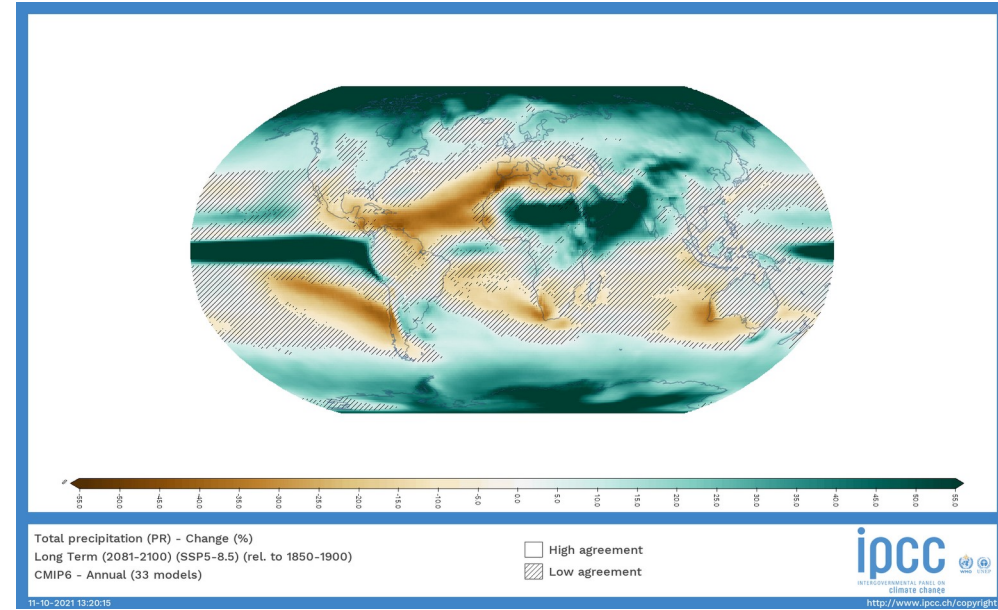 %
-55.0
-50.0
-45.0
-40.0
-35.0
-30.0
-25.0
-20.0
-15.0
-10.0
-5.0
0.0
5.0
10.0
15.0
20.0
25.0
30.0
35.0
40.0
45.0
50.0
55.0
Total precipitation (PR) - Change (%)
Long Term (2081-2100) (SSP5-8.5) (rel. to 1850-1900)
CMIP6 - Annual (33 models)
High agreement
Low agreement
ipcc
INTERGOVERNMENTAL PANEL ON
climate change
WMO
UNEP
11-10-2021 13:20:15
http://www.ipcc.ch/copyright